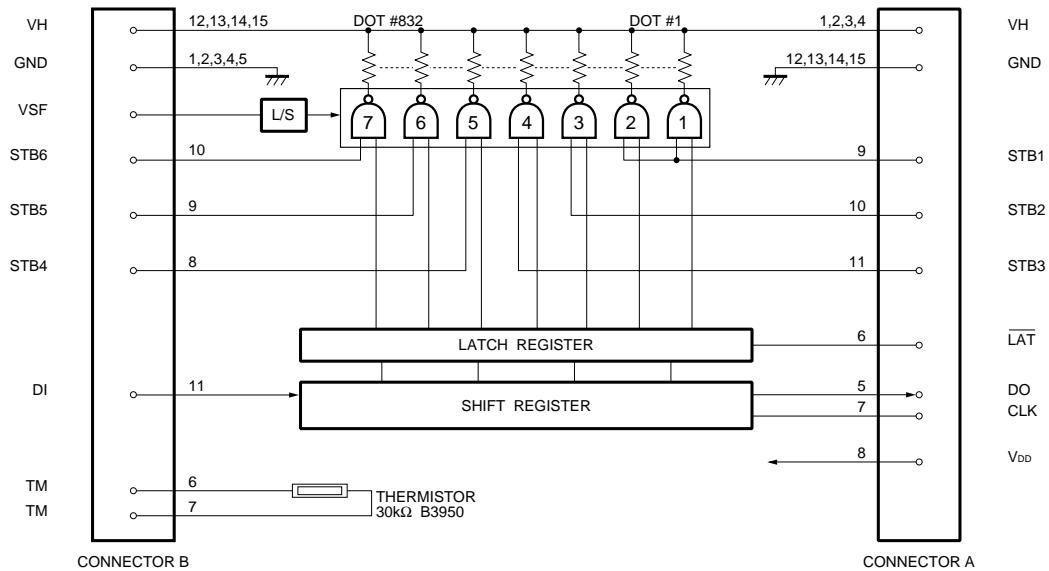 VH 12,13,14,15 DOT #832 DOT #1 1,2,3,4 VH
GND 1,2,3,4,5 12,13,14,15 GND
VSF L/S 7 6 5 4 3 2 1
STB6 10 9 STB1
STB5 9 10 STB2
STB4 8 11 STB3
LATCH REGISTER 6 LAT
DI 11 SHIFT REGISTER 5 DO
7 CLK
8 VDD
TM 6
THERMISTOR
TM 7 30kΩ B3950
CONNECTOR B CONNECTOR A